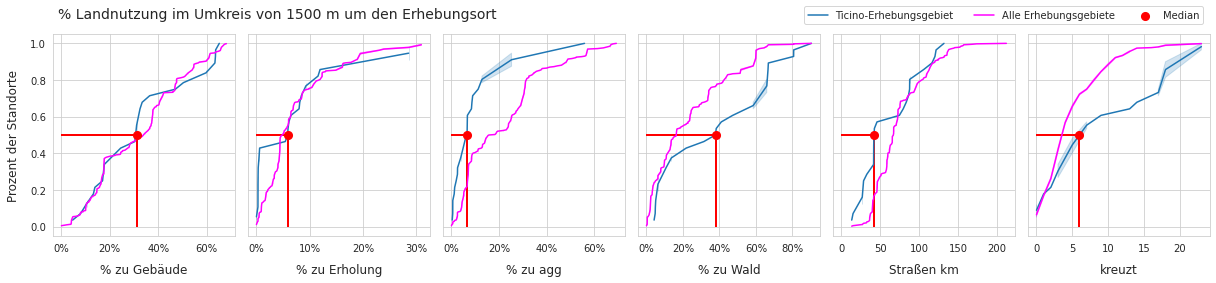 % Landnutzung im Umkreis von 1500 m um den Erhebungsort
Ticino-Erhebungsgebiet Alle Erhebungsgebiete Median
Prozent der Standorte
1.0
0.8
0.6
0.4
0.2
0.0
0% 20% 40% 60%
% zu Gebäude
0% 10% 20% 30%
% zu Erholung
0% 20% 40% 60%
% zu agg
0% 20% 40% 60% 80%
% zu Wald
0 50 100 150 200
Straßen km
0 5 10 15 20
kreuzt